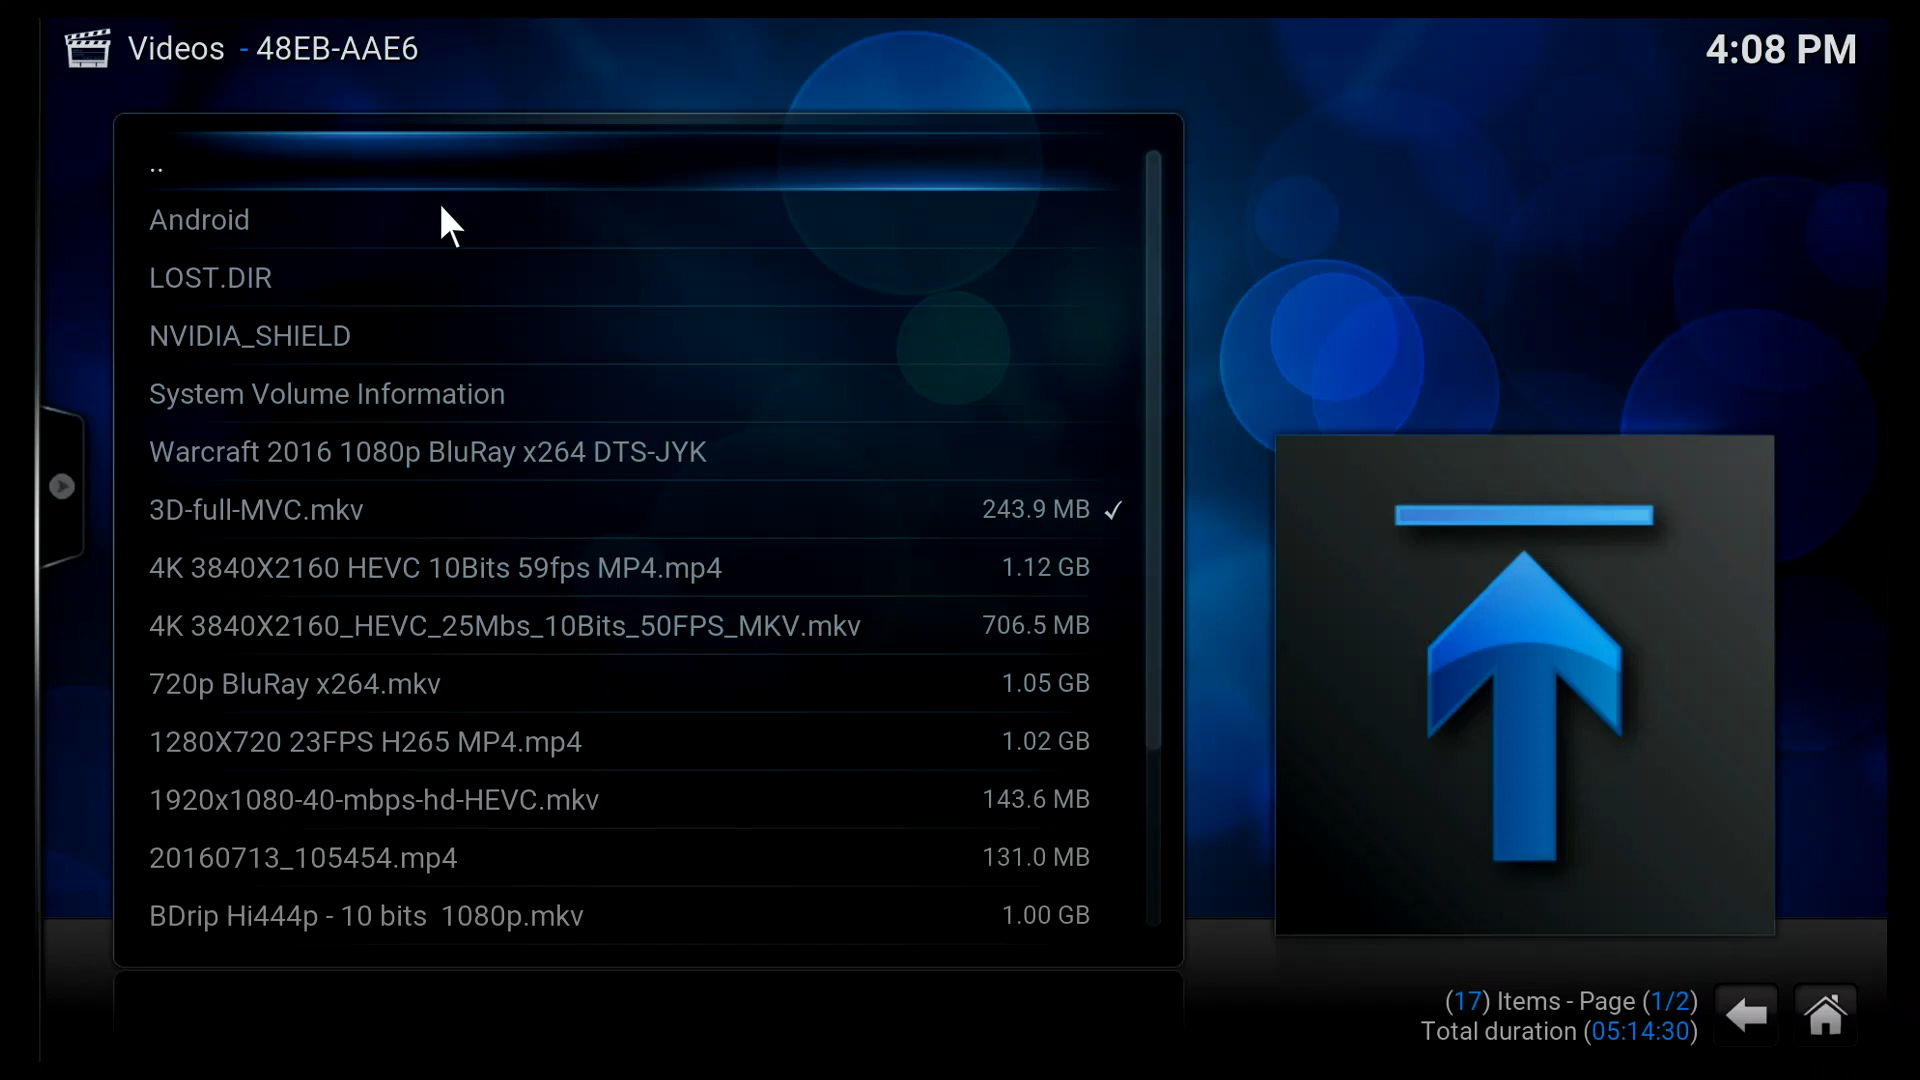 Videos - 48EB-AAE6
4:08 PM
..
Android
LOST.DIR
NVIDIA_SHIELD
System Volume Information
Warcraft 2016 1080p BluRay x264 DTS-JYK
3D-full-MVC.mkv 243.9 MB ✓
4K 3840X2160 HEVC 10Bits 59fps MP4.mp4 1.12 GB
4K 3840X2160_HEVC_25Mbs_10Bits_50FPS_MKV.mkv 706.5 MB
720p BluRay x264.mkv 1.05 GB
1280X720 23FPS H265 MP4.mp4 1.02 GB
1920x1080-40-mbps-hd-HEVC.mkv 143.6 MB
20160713_105454.mp4 131.0 MB
BDrip Hi444p - 10 bits  1080p.mkv 1.00 GB
(17) Items - Page (1/2)
Total duration (05:14:30)